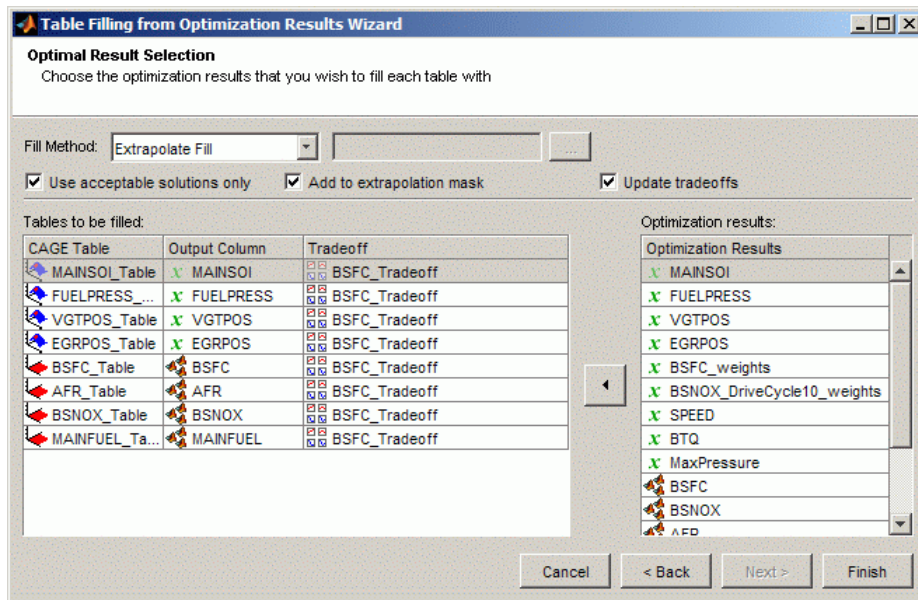 Table Filling from Optimization Results Wizard
Optimal Result Selection
Choose the optimization results that you wish to fill each table with
Fill Method: Extrapolate Fill ...
Use acceptable solutions only Add to extrapolation mask Update tradeoffs
Tables to be filled: Optimization results:
CAGE Table Output Column Tradeoff Optimization Results
MAINSOI_Table x MAINSOI BSFC_Tradeoff x MAINSOI
FUELPRESS_... x FUELPRESS BSFC_Tradeoff x FUELPRESS
VGTPOS_Table x VGTPOS BSFC_Tradeoff x VGTPOS
EGRPOS_Table x EGRPOS BSFC_Tradeoff x EGRPOS
BSFC_Table BSFC BSFC_Tradeoff x BSFC_weights
AFR_Table AFR BSFC_Tradeoff x BSNOX_DriveCycle10_weights
BSNOX_Table BSNOX BSFC_Tradeoff x SPEED
MAINFUEL_Ta... MAINFUEL BSFC_Tradeoff x BTQ
x MaxPressure
BSFC
BSNOX
AFR
Cancel < Back Next > Finish